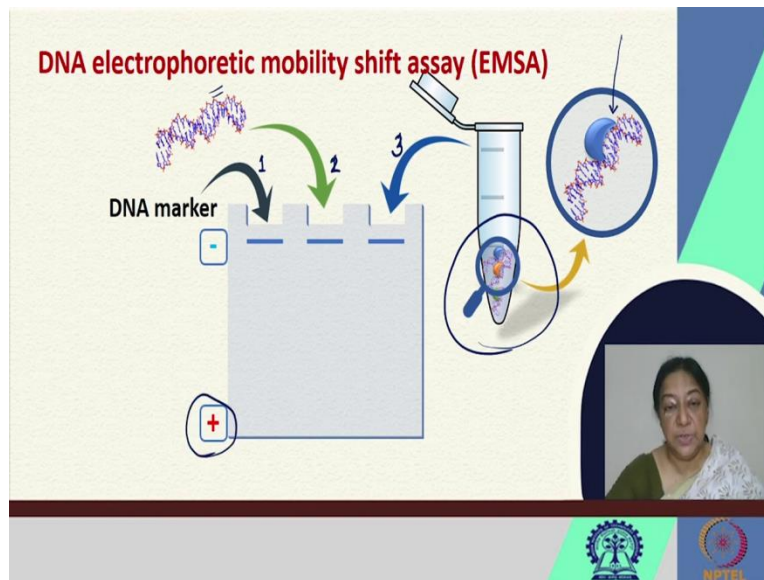 DNA electrophoretic mobility shift assay (EMSA)
1
2
3
DNA marker
-
+
NPTEL